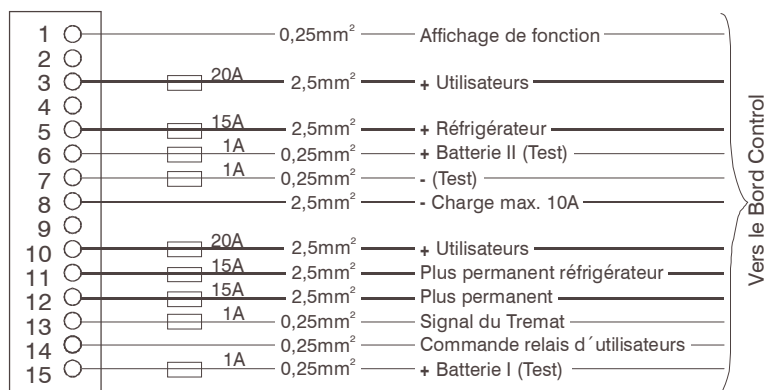 1 0,25mm² Affichage de fonction
2
3 20A 2,5mm² + Utilisateurs
4
5 15A 2,5mm² + Réfrigérateur
6 1A 0,25mm² + Batterie II (Test)
7 1A 0,25mm² - (Test)
8 2,5mm² - Charge max. 10A
9
10 20A 2,5mm² + Utilisateurs
11 15A 2,5mm² Plus permanent réfrigérateur
12 15A 2,5mm² Plus permanent
13 1A 0,25mm² Signal du Tremat
14 0,25mm² Commande relais d´utilisateurs
15 1A 0,25mm² + Batterie I (Test)
Vers le Bord Control